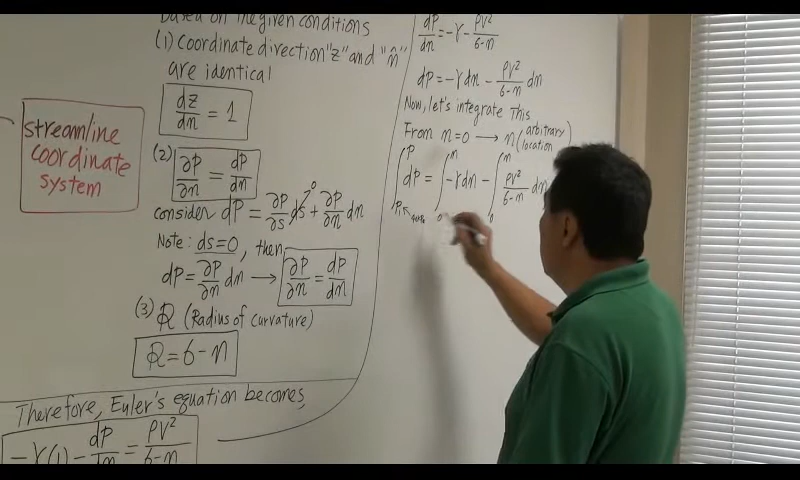 Based on the given conditions
(1) Coordinate direction "z" and "n̂"
are identical
dz/dn = 1
streamline
coordinate
system
(2) ∂P/∂n = dP/dn
consider dP = ∂P/∂s ds + ∂P/∂n dn
0
Note: ds=0, then
dP = ∂P/∂n dn → ∂P/∂n = dP/dn
(3) R (Radius of curvature)
R = 6-n
Therefore, Euler's equation becomes,
-γ(1) - dP/dn = ρV²/6-n
dP/dn = -γ - ρV²/6-n
dP = -γdn - ρV²/6-n dn
Now, let's integrate this
From n=0 → n (arbitrary
location)
∫ P dP = ∫ 0 n -γdn - ∫ 0 n ρV²/6-n dn